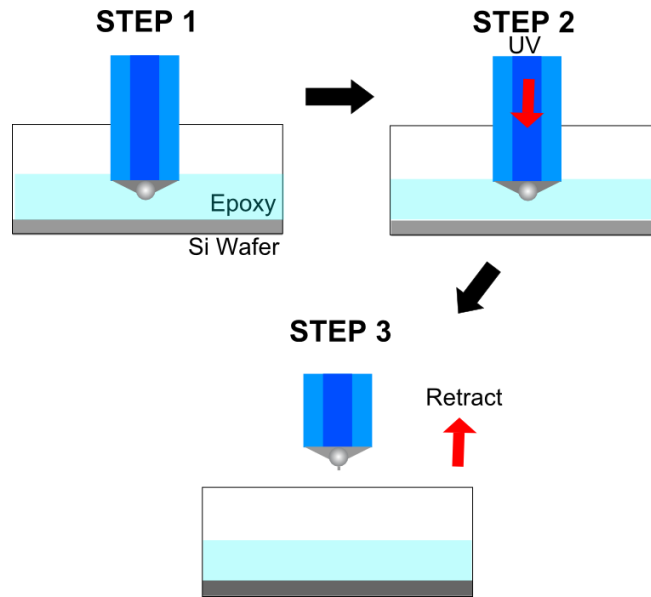 STEP 1
STEP 2
UV
Epoxy
Si Wafer
STEP 3
Retract